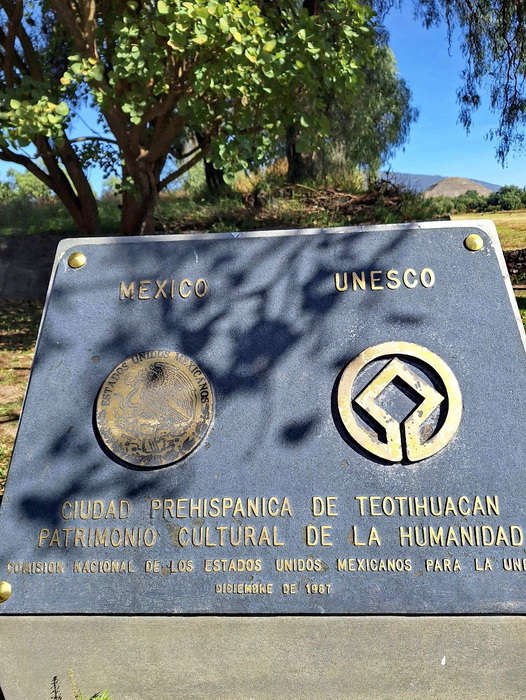 MEXICO UNESCO
ESTADOS UNIDOS MEXICANOS
CIUDAD PREHISPANICA DE TEOTIHUACAN
PATRIMONIO CULTURAL DE LA HUMANIDAD
COMISION NACIONAL DE LOS ESTADOS UNIDOS MEXICANOS PARA LA
DICIEMBRE DE 1987